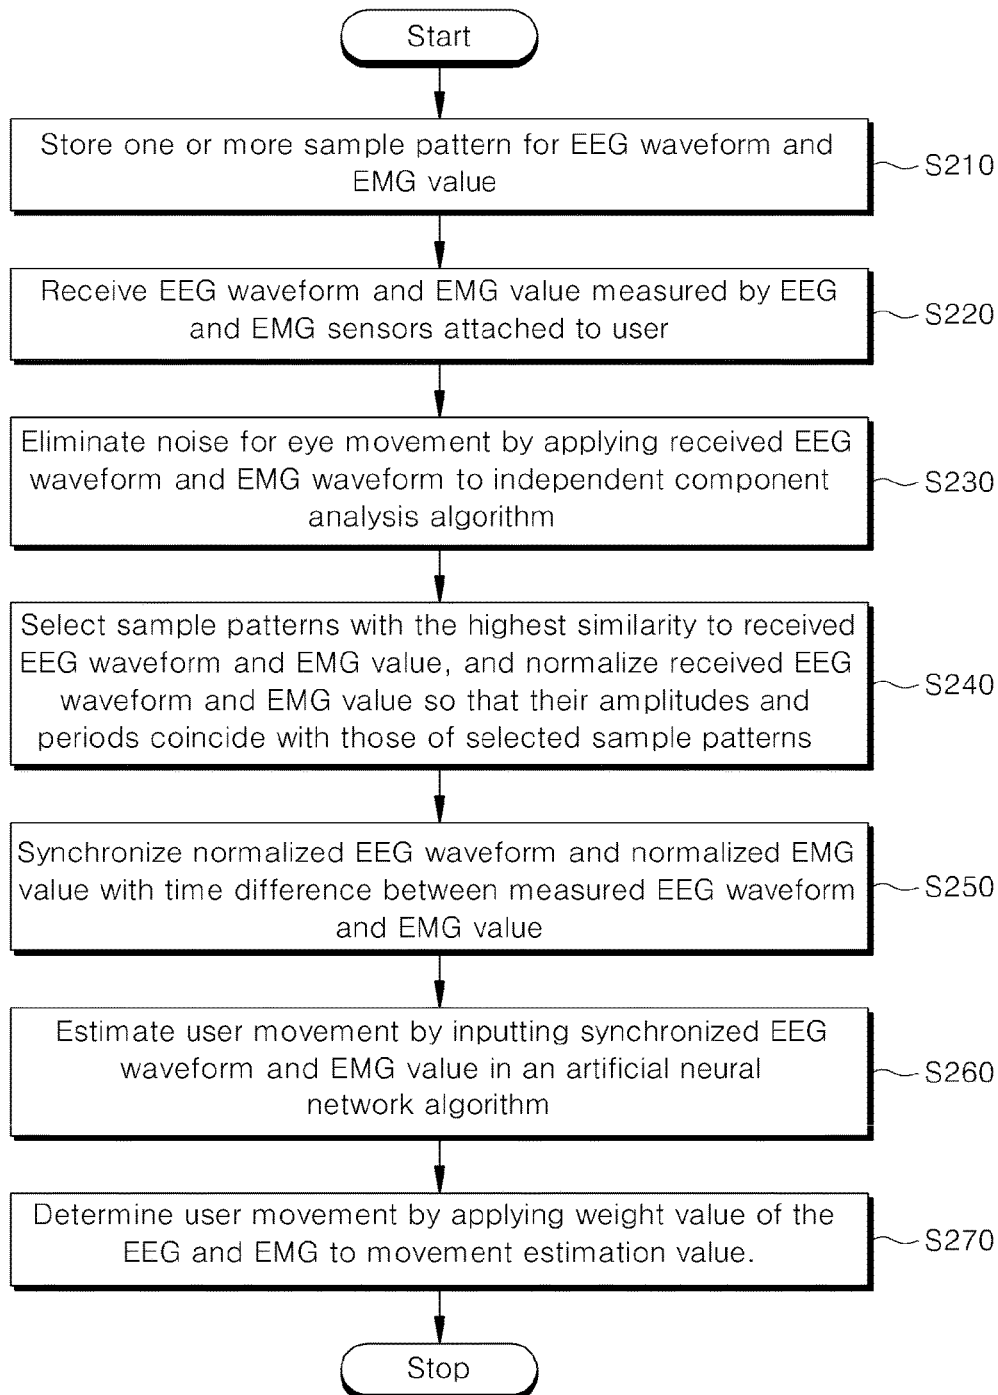 Start
Store one or more sample pattern for EEG waveform and
EMG value
S210
Receive EEG waveform and EMG value measured by EEG
and EMG sensors attached to user
S220
Eliminate noise for eye movement by applying received EEG
waveform and EMG waveform to independent component
analysis algorithm
S230
Select sample patterns with the highest similarity to received
EEG waveform and EMG value, and normalize received EEG
waveform and EMG value so that their amplitudes and
periods coincide with those of selected sample patterns
S240
Synchronize normalized EEG waveform and normalized EMG
value with time difference between measured EEG waveform
and EMG value
S250
Estimate user movement by inputting synchronized EEG
waveform and EMG value in an artificial neural
network algorithm
S260
Determine user movement by applying weight value of the
EEG and EMG to movement estimation value.
S270
Stop